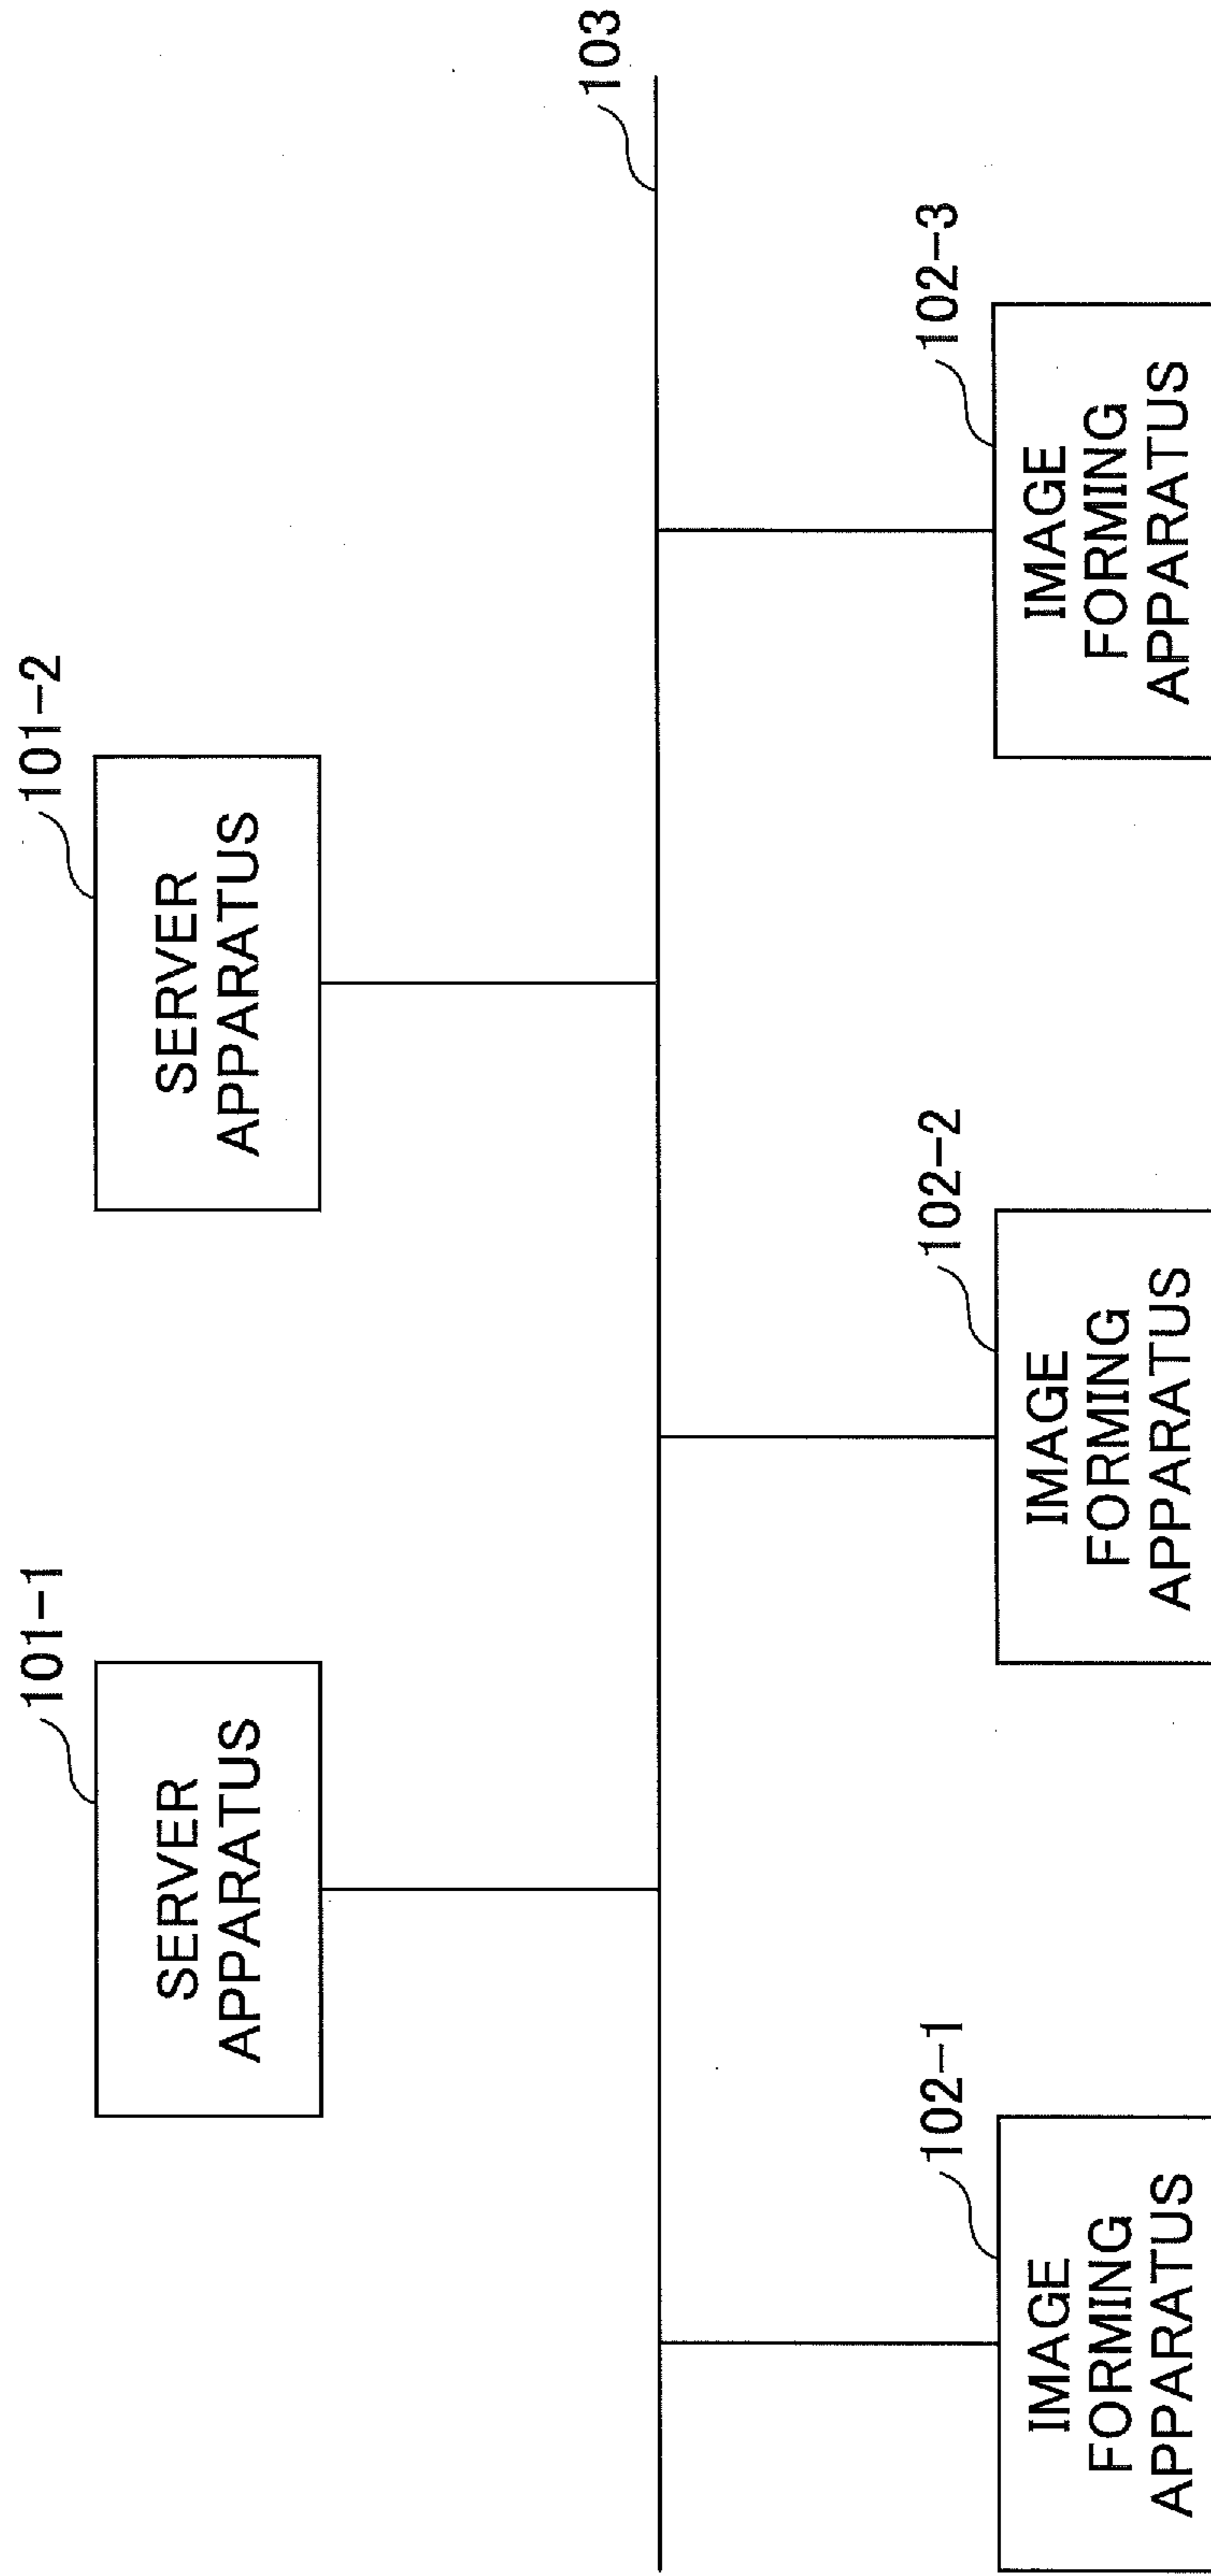 101-1
SERVER
APPARATUS
101-2
SERVER
APPARATUS
103
102-1
IMAGE
FORMING
APPARATUS
102-2
IMAGE
FORMING
APPARATUS
102-3
IMAGE
FORMING
APPARATUS